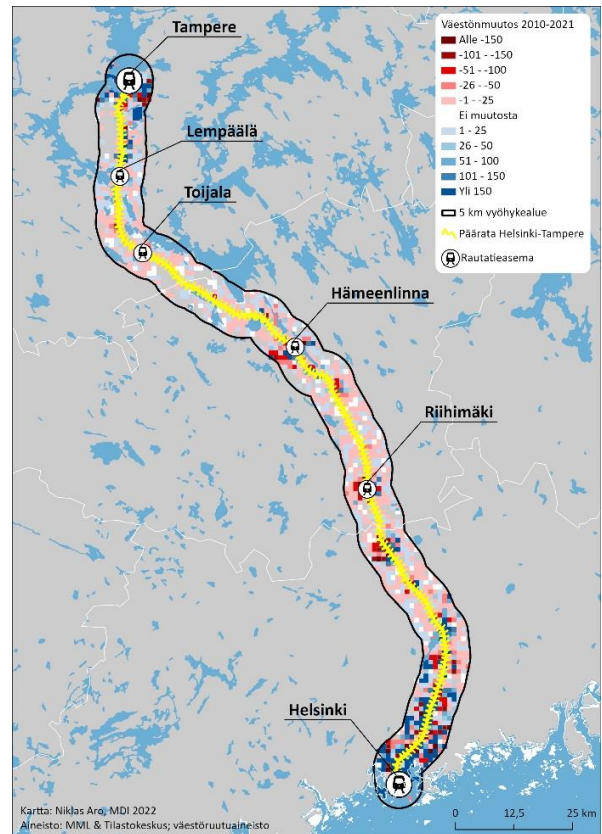 Tampere
Lempäälä
Toijala
Hämeenlinna
Riihimäki
Helsinki
Väestönmuutos 2010-2021
Alle -150
-101 - -150
-51 - -100
-26 - -50
-1 - -25
Ei muutosta
1 - 25
26 - 50
51 - 100
101 - 150
Yli 150
5 km vyöhykealue
Päärata Helsinki-Tampere
Rautatieasema
Kartta: Niklas Aro, MDI 2022
Aineisto: MML & Tilastokeskus; väestöruutuaineisto
0 12,5 25 km